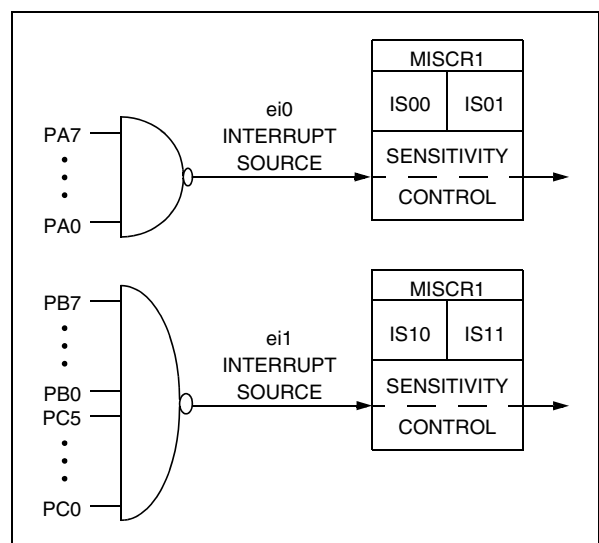 MISCR1
ei0
INTERRUPT
SOURCE
IS00 IS01
PA7
PA0
SENSITIVITY
CONTROL
MISCR1
ei1
INTERRUPT
SOURCE
IS10 IS11
PB7
PB0
PC5
PC0
SENSITIVITY
CONTROL